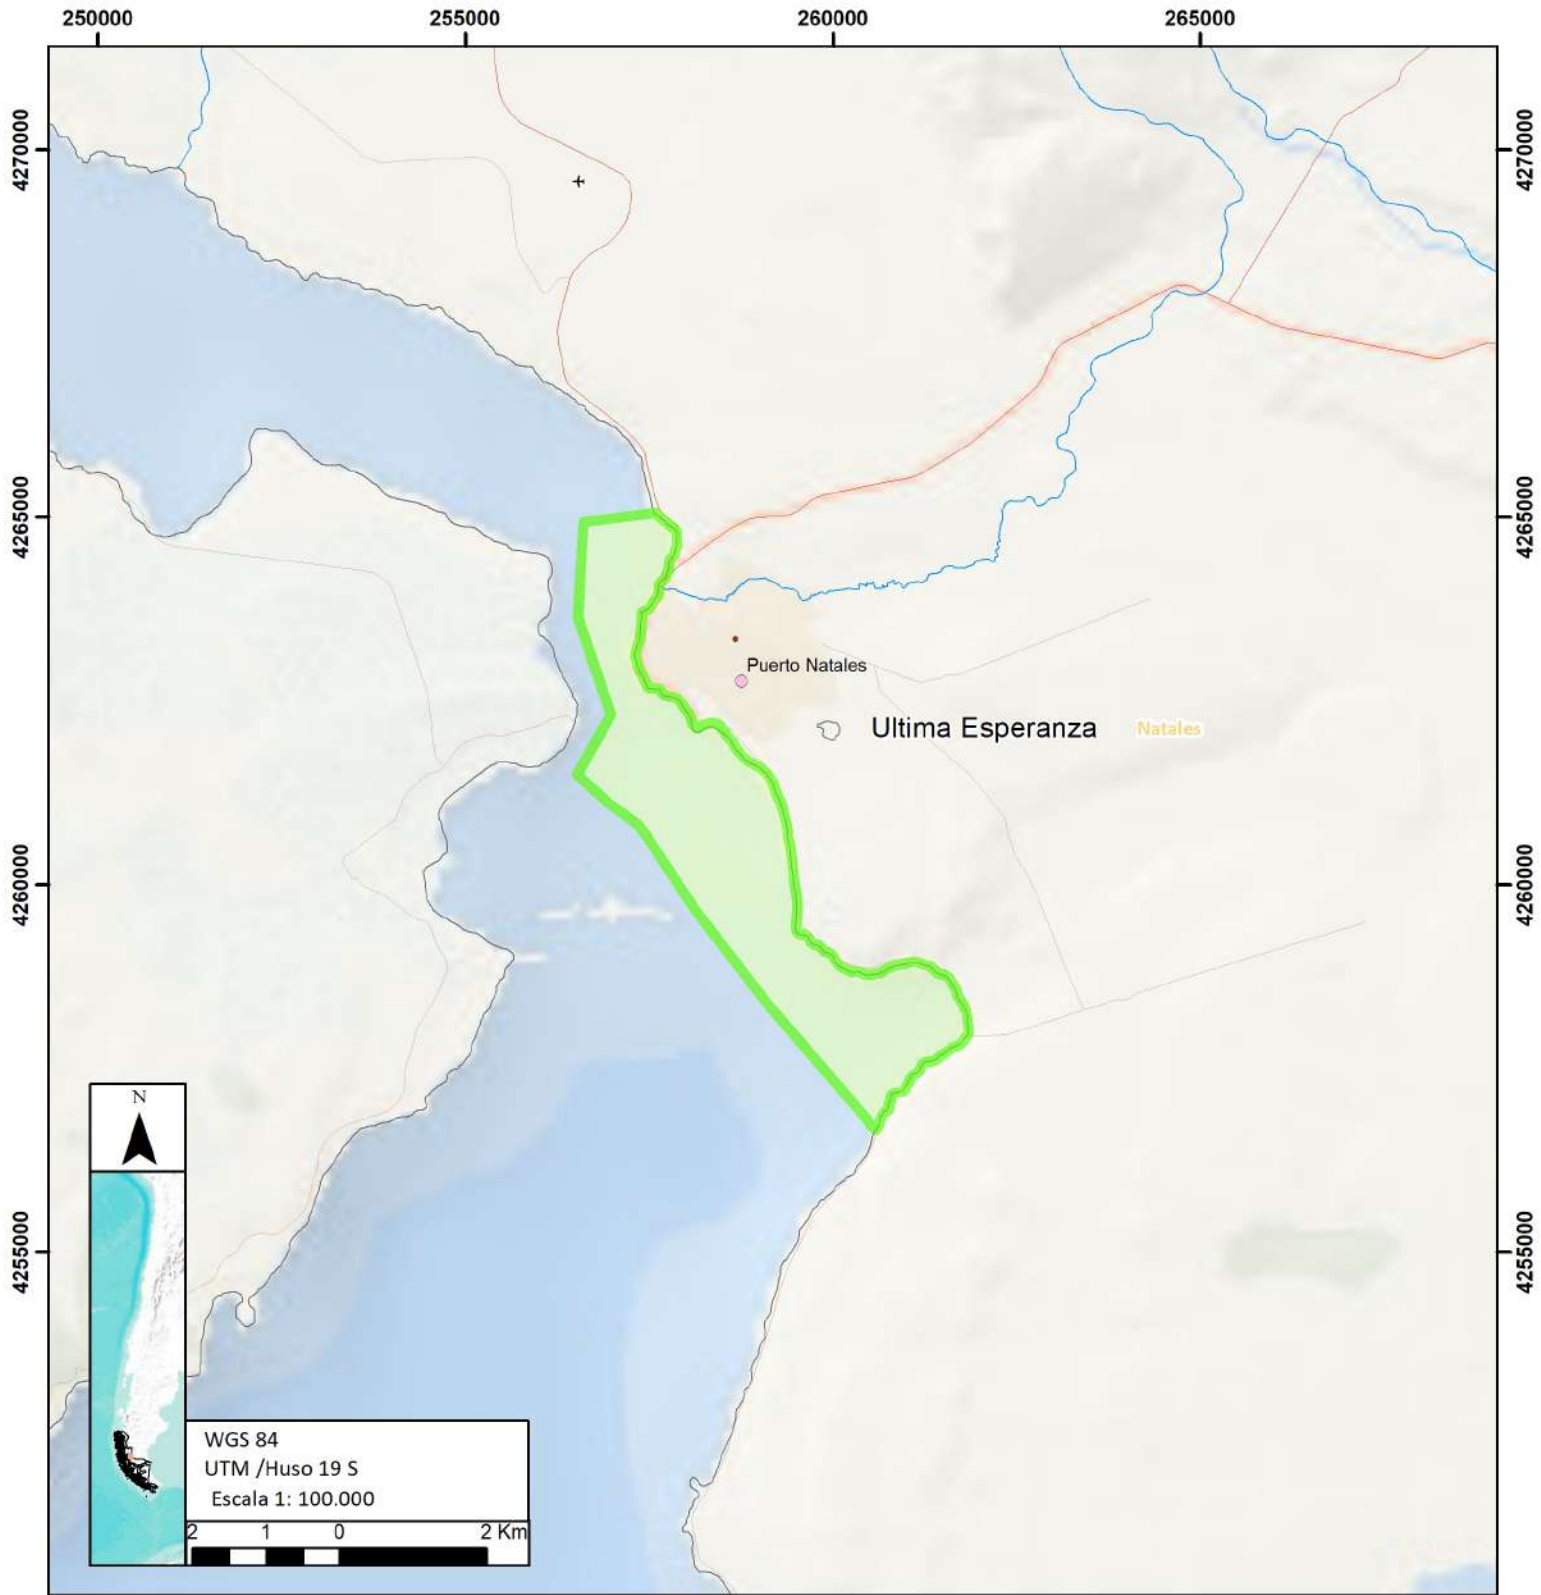 250000 255000 260000 265000
4270000 4270000
4265000 4265000
Puerto Natales
Ultima Esperanza Natales
4260000 4260000
N
4255000 4255000
WGS 84
UTM /Huso 19 S
Escala 1: 100.000
2 1 0 2 Km